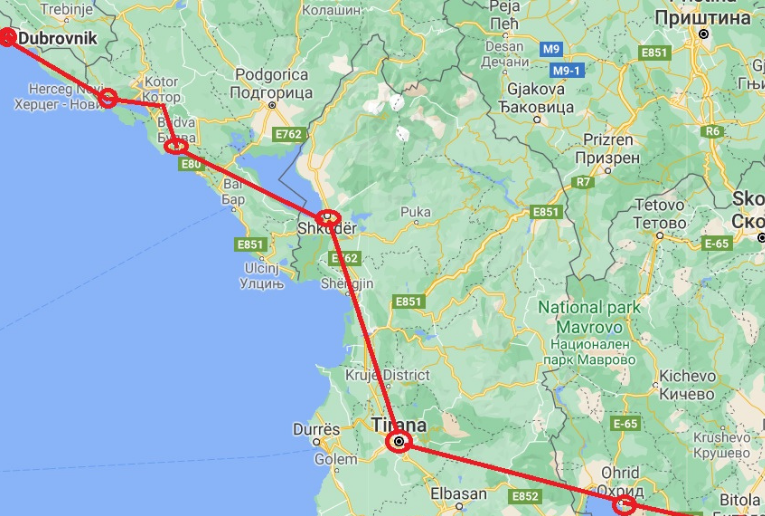 Trebinje
Dubrovnik
Колашин
Peja
Пећ
Приштина
Desan
Дечани
M9
M9-1
E851
Herceg Novi
Херцег - Нови
Kotor
Котор
Podgorica
Подгорица
Gjakova
Ђаковица
Budva
Будва
E80
E762
R6
Prizren
Призрен
R7
Bar
Бар
Shkodër
Puka
E851
Tetovo
Тетово
Sko
Ско
E-65
E851
E762
Ulcinj
Улцињ
Shëngjin
E851
National park
Mavrovo
Национален
парк Маврово
Krujë District
Kichevo
Кичево
Tirana
Durrës
Golem
E-65
Krushevo
Крушево
Ohrid
Охрид
Elbasan
E852
Bitola